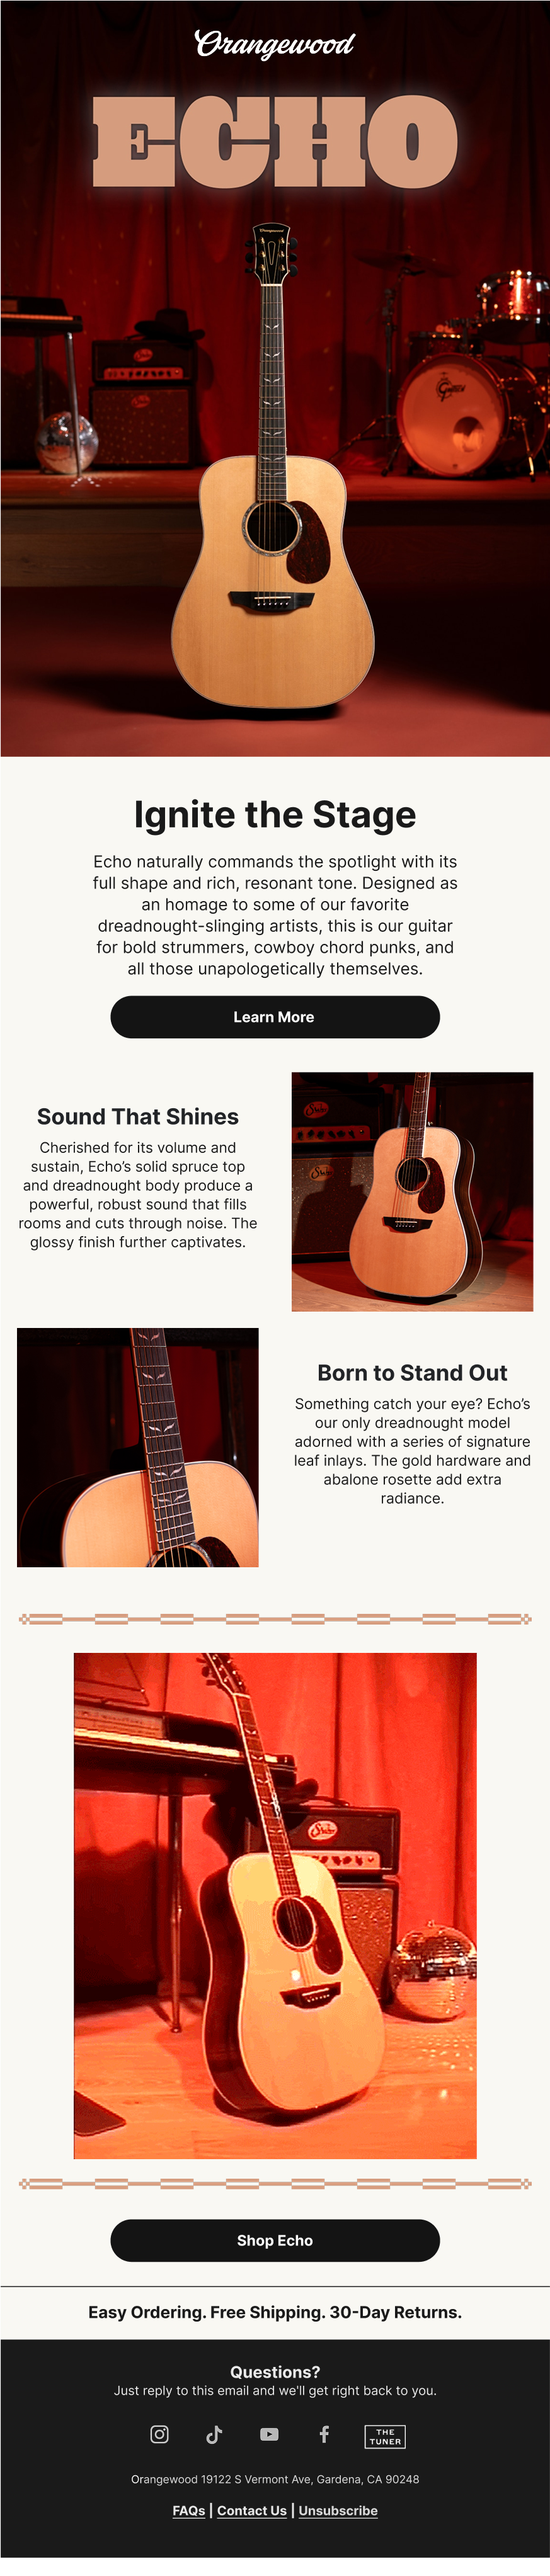 Orangewood
ECHO
Ignite the Stage
Echo naturally commands the spotlight with its
full shape and rich, resonant tone. Designed as
an homage to some of our favorite
dreadnought-slinging artists, this is our guitar
for bold strummers, cowboy chord punks, and
all those unapologetically themselves.
Learn More
Sound That Shines
Cherished for its volume and
sustain, Echo’s solid spruce top
and dreadnought body produce a
powerful, robust sound that fills
rooms and cuts through noise. The
glossy finish further captivates.
Born to Stand Out
Something catch your eye? Echo’s
our only dreadnought model
adorned with a series of signature
leaf inlays. The gold hardware and
abalone rosette add extra
radiance.
Shop Echo
Easy Ordering. Free Shipping. 30-Day Returns.
Questions?
Just reply to this email and we'll get right back to you.
THE
TUNER
Orangewood 19122 S Vermont Ave, Gardena, CA 90248
FAQs | Contact Us | Unsubscribe